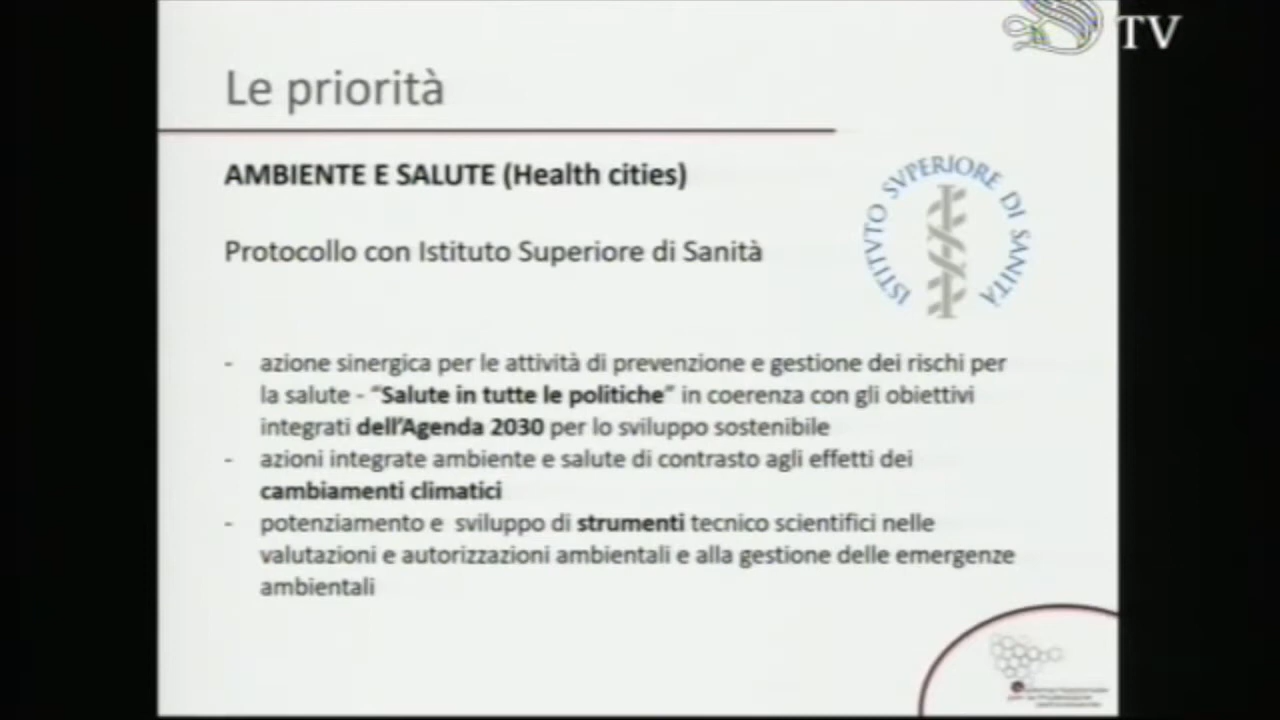 TV
Le priorità
AMBIENTE E SALUTE (Health cities)
ISTITVTO SVPERIORE DI SANITÀ
Protocollo con Istituto Superiore di Sanità
- azione sinergica per le attività di prevenzione e gestione dei rischi per
la salute - “Salute in tutte le politiche” in coerenza con gli obiettivi
integrati dell’Agenda 2030 per lo sviluppo sostenibile
- azioni integrate ambiente e salute di contrasto agli effetti dei
cambiamenti climatici
- potenziamento e sviluppo di strumenti tecnico scientifici nelle
valutazioni e autorizzazioni ambientali e alla gestione delle emergenze
ambientali